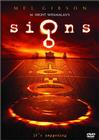 MEL GIBSON
M. NIGHT SHYAMALAN'S
signs
it's happening